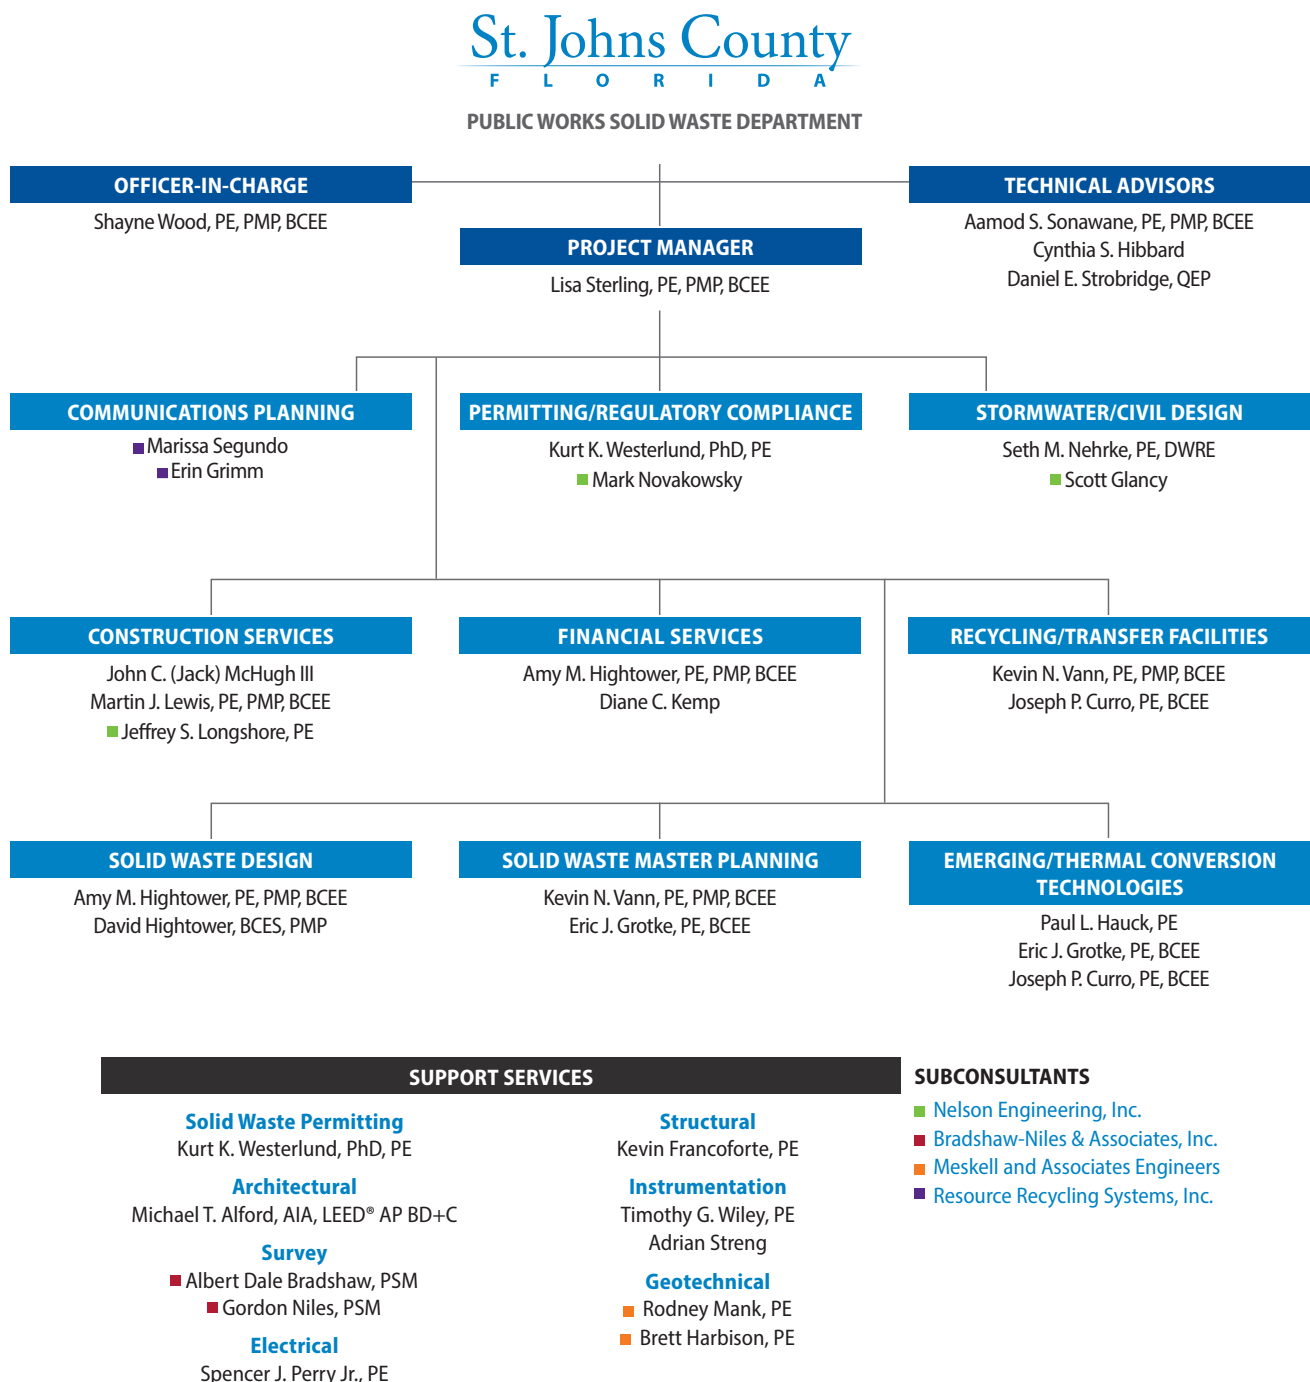 St. Johns County
FLORIDA
PUBLIC WORKS SOLID WASTE DEPARTMENT
OFFICER-IN-CHARGE
Shayne Wood, PE, PMP, BCEE
TECHNICAL ADVISORS
Aamod S. Sonawane, PE, PMP, BCEE
Cynthia S. Hibbard
Daniel E. Strobridge, QEP
PROJECT MANAGER
Lisa Sterling, PE, PMP, BCEE
COMMUNICATIONS PLANNING
Marissa Segundo
Erin Grimm
PERMITTING/REGULATORY COMPLIANCE
Kurt K. Westerlund, PhD, PE
Mark Novakowsky
STORMWATER/CIVIL DESIGN
Seth M. Nehrke, PE, DWRE
Scott Glancy
CONSTRUCTION SERVICES
John C. (Jack) McHugh III
Martin J. Lewis, PE, PMP, BCEE
Jeffrey S. Longshore, PE
FINANCIAL SERVICES
Amy M. Hightower, PE, PMP, BCEE
Diane C. Kemp
RECYCLING/TRANSFER FACILITIES
Kevin N. Vann, PE, PMP, BCEE
Joseph P. Curro, PE, BCEE
SOLID WASTE DESIGN
Amy M. Hightower, PE, PMP, BCEE
David Hightower, BCES, PMP
SOLID WASTE MASTER PLANNING
Kevin N. Vann, PE, PMP, BCEE
Eric J. Grotke, PE, BCEE
EMERGING/THERMAL CONVERSION
TECHNOLOGIES
Paul L. Hauck, PE
Eric J. Grotke, PE, BCEE
Joseph P. Curro, PE, BCEE
SUPPORT SERVICES
Solid Waste Permitting
Kurt K. Westerlund, PhD, PE
Architectural
Michael T. Alford, AIA, LEED® AP BD+C
Survey
Albert Dale Bradshaw, PSM
Gordon Niles, PSM
Electrical
Spencer J. Perry Jr., PE
Structural
Kevin Francoforte, PE
Instrumentation
Timothy G. Wiley, PE
Adrian Streng
Geotechnical
Rodney Mank, PE
Brett Harbison, PE
SUBCONSULTANTS
Nelson Engineering, Inc.
Bradshaw-Niles & Associates, Inc.
Meskell and Associates Engineers
Resource Recycling Systems, Inc.